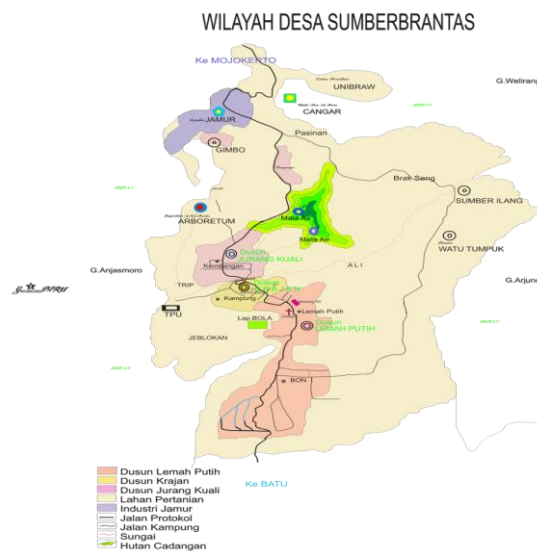 WILAYAH DESA SUMBERBRANTAS
Ke MOJOKERTO
UNIBRAW
G.Welirang
CANGAR
JAMUR
Pasinan
GIMBO
Brak Seng
SUMBER ILANG
ARBORETUM
Mata Air
Mata Air
WATU TUMPUK
Dusun
JURANG KUALI
Kembangan
ALI
G.Anjasmoro
TRIP
Dusun
KRAJAN
G.Arjuno
Kampung
TPU
Lemah Putih
Lap.BOLA
Dusun
LEMAH PUTIH
JEBLOKAN
BON
Ke BATU
Dusun Lemah Putih
Dusun Krajan
Dusun Jurang Kuali
Lahan Pertanian
Industri Jamur
Jalan Protokol
Jalan Kampung
Sungai
Hutan Cadangan